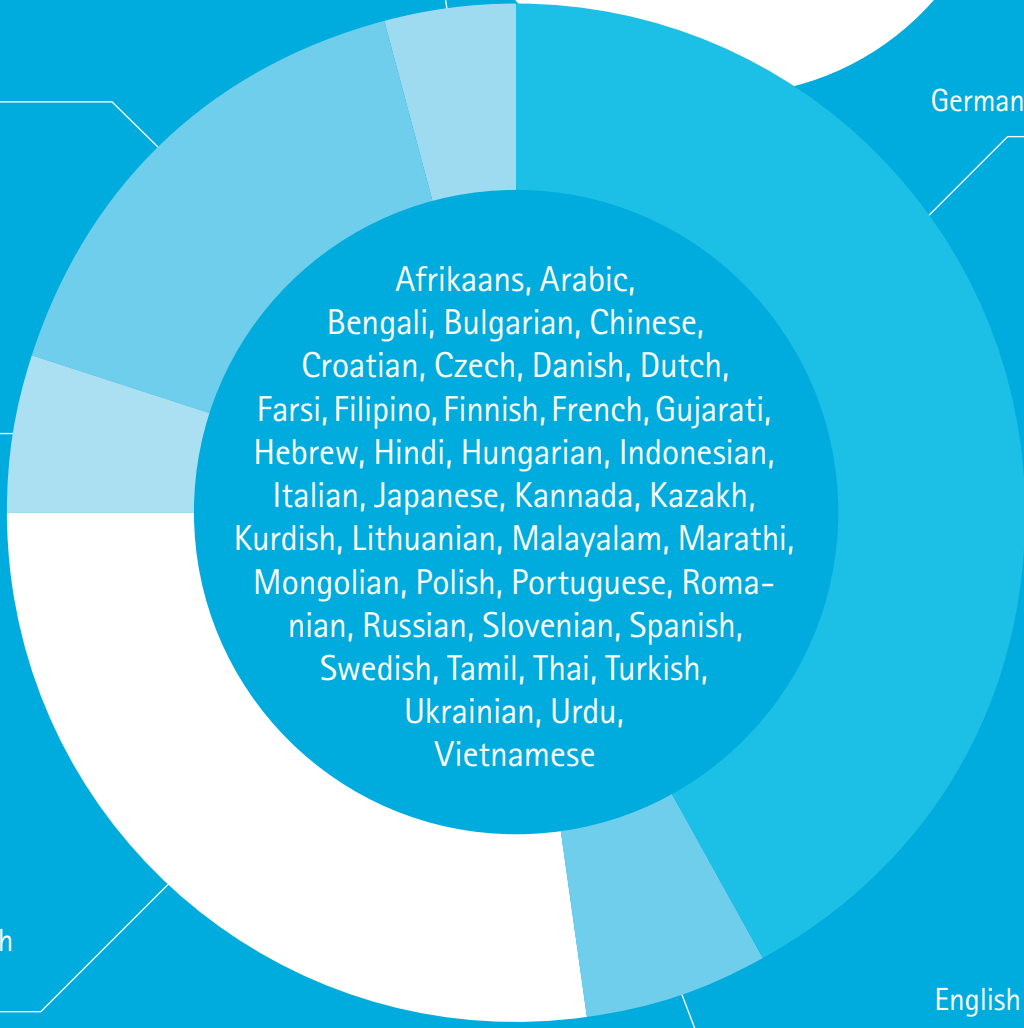 German
Afrikaans, Arabic,
Bengali, Bulgarian, Chinese,
Croatian, Czech, Danish, Dutch,
Farsi, Filipino, Finnish, French, Gujarati,
Hebrew, Hindi, Hungarian, Indonesian,
Italian, Japanese, Kannada, Kazakh,
Kurdish, Lithuanian, Malayalam, Marathi,
Mongolian, Polish, Portuguese, Roma-
nian, Russian, Slovenian, Spanish,
Swedish, Tamil, Thai, Turkish,
Ukrainian, Urdu,
Vietnamese
h
English